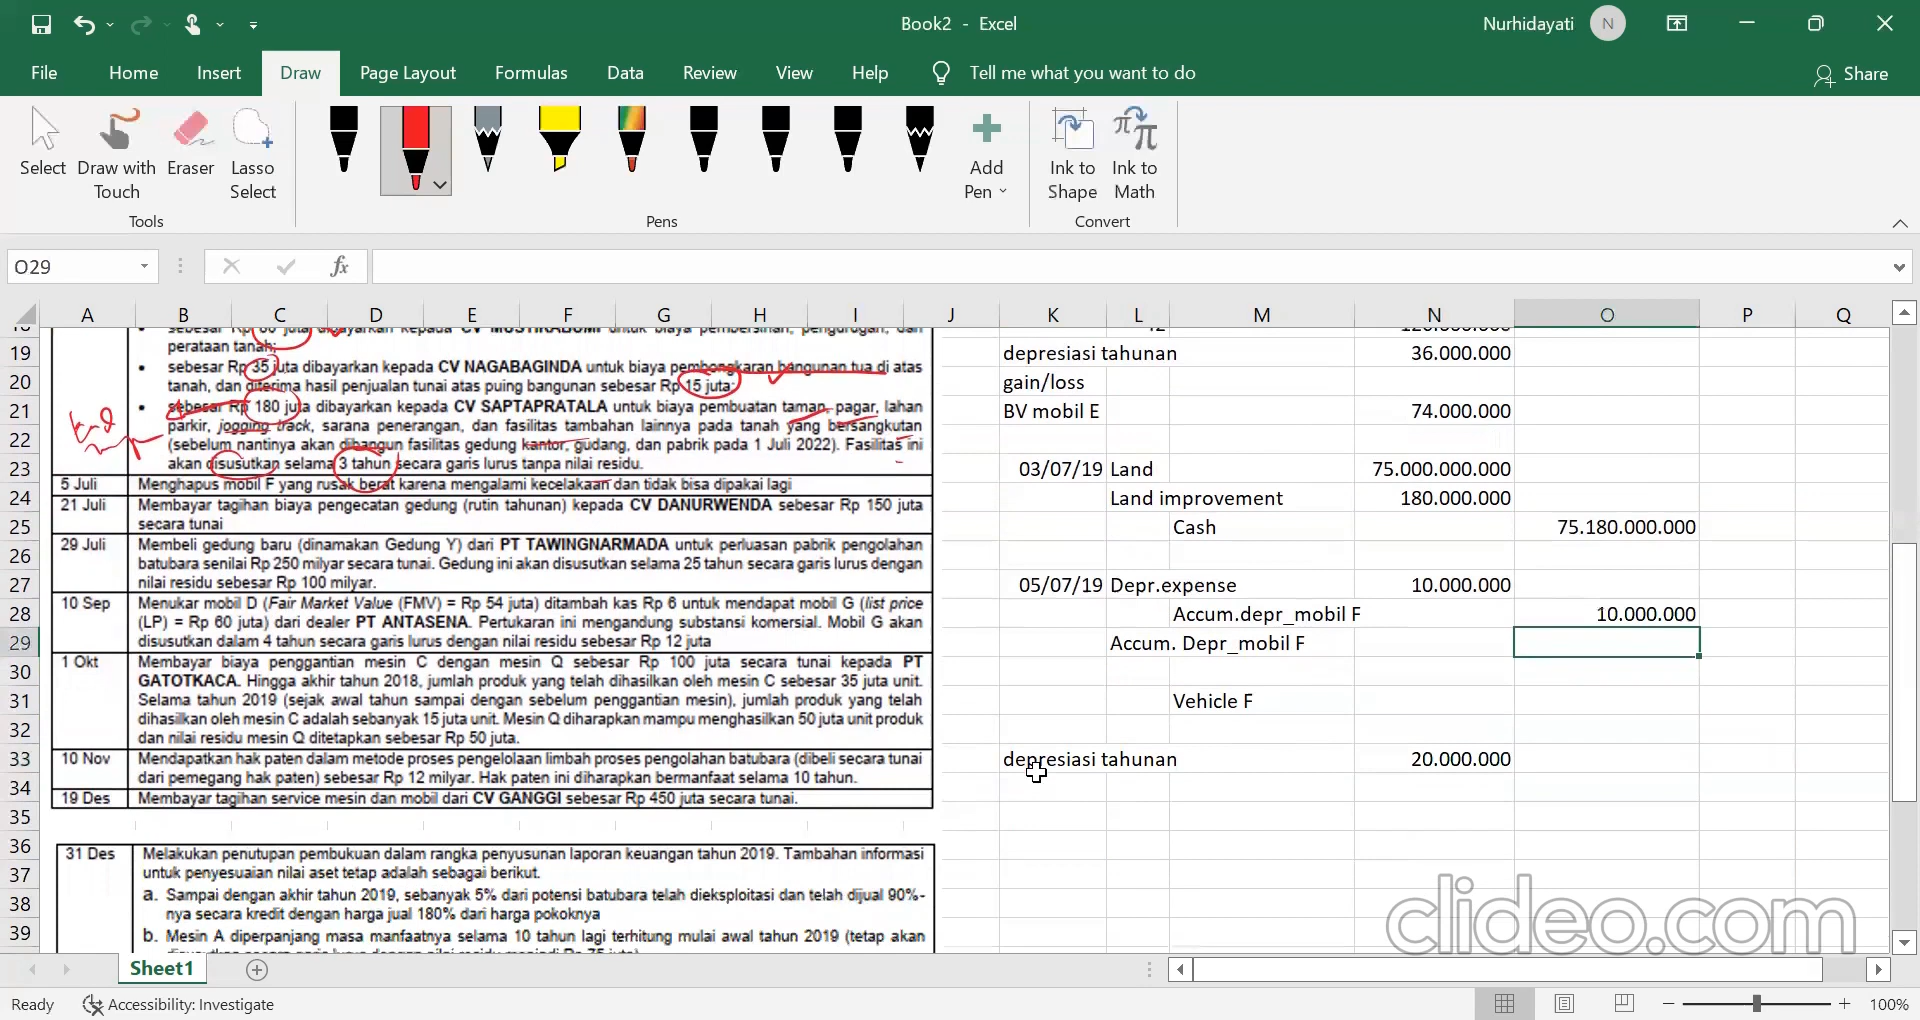 Book2 - Excel
Nurhidayati
N
File
Home
Insert
Draw
Page Layout
Formulas
Data
Review
View
Help
Tell me what you want to do
Share
Select
Draw with Touch
Eraser
Lasso Select
Add Pen
Ink to Shape
Ink to Math
Tools
Pens
Convert
O29
fx
A B C D E F G H I J K L M N O P Q
perataan tanah;
• sebesar Rp 35 juta dibayarkan kepada CV NAGABAGINDA untuk biaya pembongkaran bangunan tua di atas
tanah, dan diterima hasil penjualan tunai atas puing bangunan sebesar Rp 15 juta;
• sebesar Rp 180 juta dibayarkan kepada CV SAPTAPRATALA untuk biaya pembuatan taman, pagar, lahan
parkir, jogging track, sarana penerangan, dan fasilitas tambahan lainnya pada tanah yang bersangkutan
(sebelum nantinya akan dibangun fasilitas gedung kantor, gudang, dan pabrik pada 1 Juli 2022). Fasilitas ini
akan disusutkan selama 3 tahun secara garis lurus tanpa nilai residu.
5 Juli Menghapus mobil F yang rusak berat karena mengalami kecelakaan dan tidak bisa dipakai lagi
21 Juli Membayar tagihan biaya pengecatan gedung (rutin tahunan) kepada CV DANURWENDA sebesar Rp 150 juta
secara tunai
29 Juli Membeli gedung baru (dinamakan Gedung Y) dari PT TAWINGNARMADA untuk perluasan pabrik pengolahan
batubara senilai Rp 250 milyar secara tunai. Gedung ini akan disusutkan selama 25 tahun secara garis lurus dengan
nilai residu sebesar Rp 100 milyar.
10 Sep Menukar mobil D (Fair Market Value (FMV) = Rp 54 juta) ditambah kas Rp 6 untuk mendapat mobil G (list price
(LP) = Rp 60 juta) dari dealer PT ANTASENA. Pertukaran ini mengandung substansi komersial. Mobil G akan
disusutkan dalam 4 tahun secara garis lurus dengan nilai residu sebesar Rp 12 juta
1 Okt Membayar biaya penggantian mesin C dengan mesin Q sebesar Rp 100 juta secara tunai kepada PT
GATOTKACA. Hingga akhir tahun 2018, jumlah produk yang telah dihasilkan oleh mesin C sebesar 35 juta unit.
Selama tahun 2019 (sejak awal tahun sampai dengan sebelum penggantian mesin), jumlah produk yang telah
dihasilkan oleh mesin C adalah sebanyak 15 juta unit. Mesin Q diharapkan mampu menghasilkan 50 juta unit produk
dan nilai residu mesin Q ditetapkan sebesar Rp 50 juta.
10 Nov Mendapatkan hak paten dalam metode proses pengelolaan limbah proses pengolahan batubara (dibeli secara tunai
dari pemegang hak paten) sebesar Rp 12 milyar. Hak paten ini diharapkan bermanfaat selama 10 tahun.
19 Des Membayar tagihan service mesin dan mobil dari CV GANGGI sebesar Rp 450 juta secara tunai.
31 Des Melakukan penutupan pembukuan dalam rangka penyusunan laporan keuangan tahun 2019. Tambahan informasi
untuk penyesuaian nilai aset tetap adalah sebagai berikut.
a. Sampai dengan akhir tahun 2019, sebanyak 5% dari potensi batubara telah dieksploitasi dan telah dijual 90%-
nya secara kredit dengan harga jual 180% dari harga pokoknya
b. Mesin A diperpanjang masa manfaatnya selama 10 tahun lagi terhitung mulai awal tahun 2019 (tetap akan
19
20
21
22
23
24
25
26
27
28
29
30
31
32
33
34
35
36
37
38
39
depresiasi tahunan 36.000.000
gain/loss
BV mobil E 74.000.000
03/07/19 Land 75.000.000.000
Land improvement 180.000.000
Cash 75.180.000.000
05/07/19 Depr.expense 10.000.000
Accum.depr_mobil F 10.000.000
Accum. Depr_mobil F
Vehicle F
depresiasi tahunan 20.000.000
clideo.com
Sheet1
Ready
Accessibility: Investigate
100%